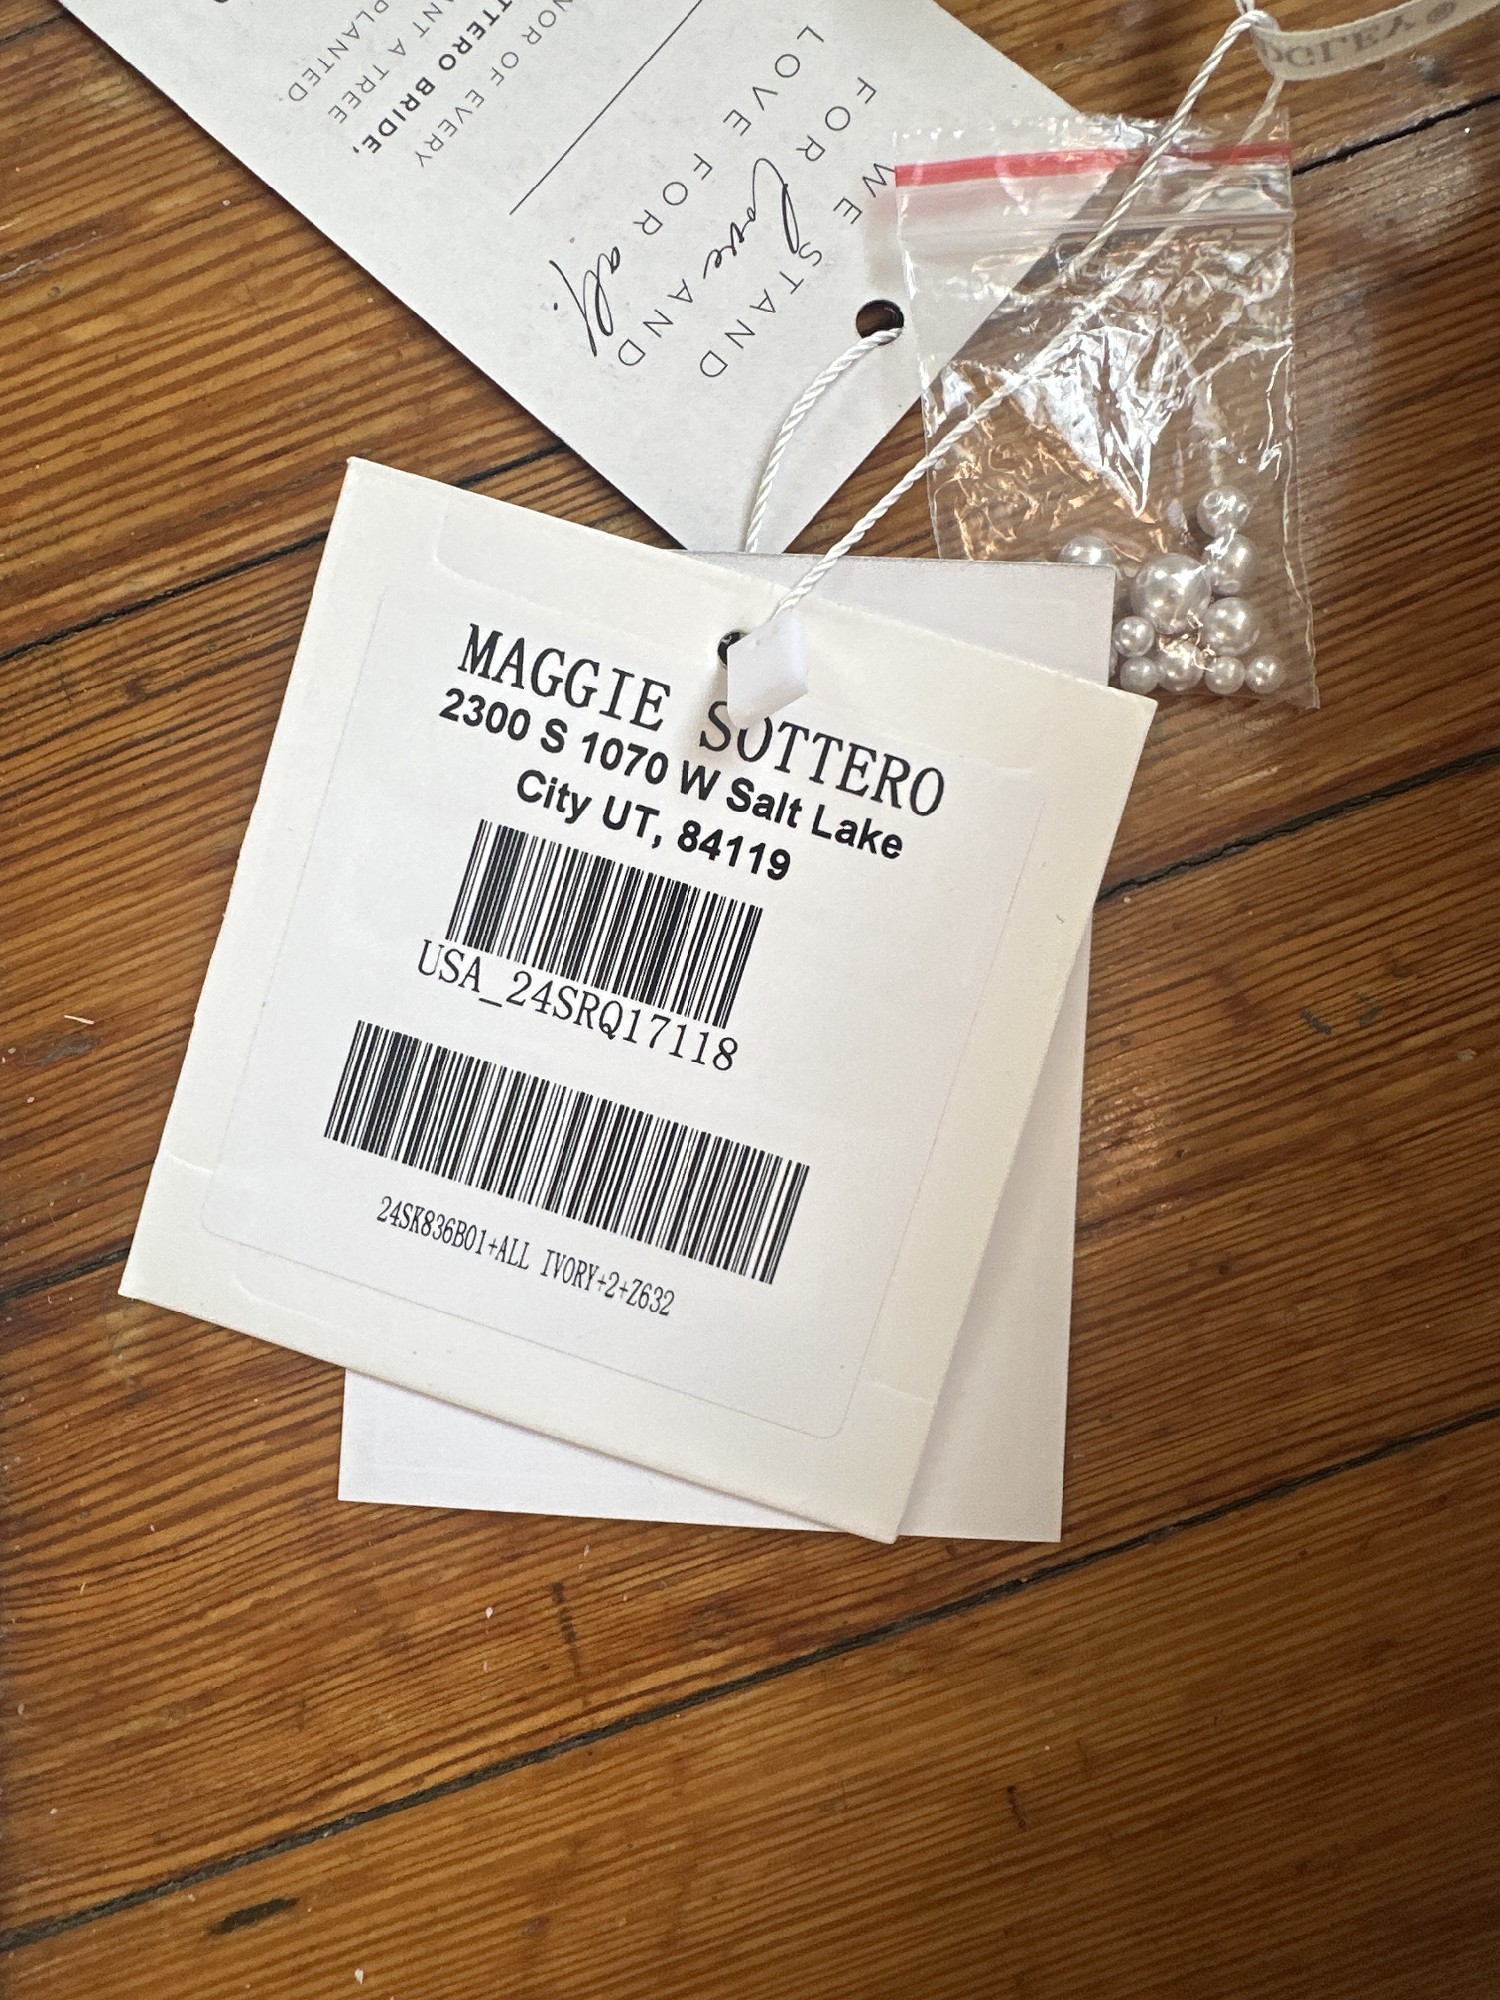 WE STAND
FOR love AND
LOVE FOR all.
NOR OF EVERY
TTERO BRIDE,
ANT A TREE
PLANTED
MAGGIE SOTTERO
2300 S 1070 W Salt Lake
City UT, 84119
USA_24SRQ17118
24SK836B01+ALL IVORY+2+Z632